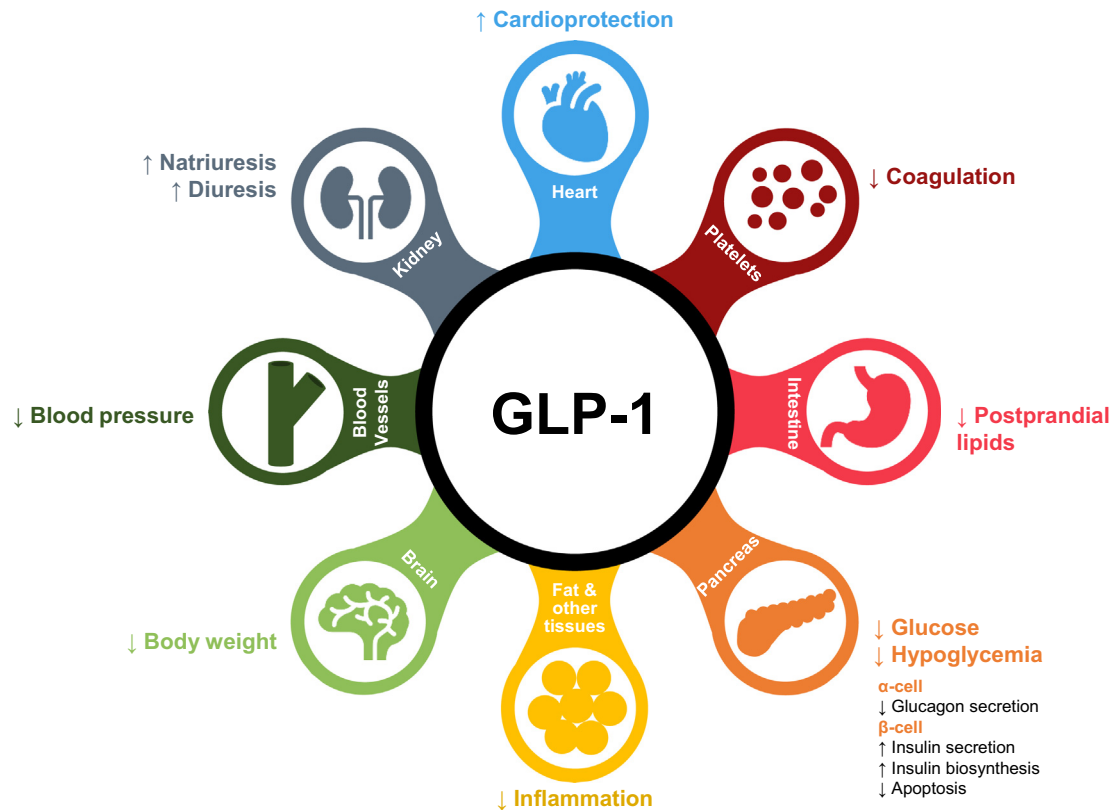 ↑ Cardioprotection
Heart
↑ Natriuresis
↑ Diuresis
Kidney
↓ Coagulation
Platelets
↓ Blood pressure
Blood
Vessels
GLP-1
Intestine
↓ Postprandial
lipids
Brain
↓ Body weight
Fat &
other
tissues
↓ Inflammation
Pancreas
↓ Glucose
↓ Hypoglycemia
α-cell
↓ Glucagon secretion
β-cell
↑ Insulin secretion
↑ Insulin biosynthesis
↓ Apoptosis